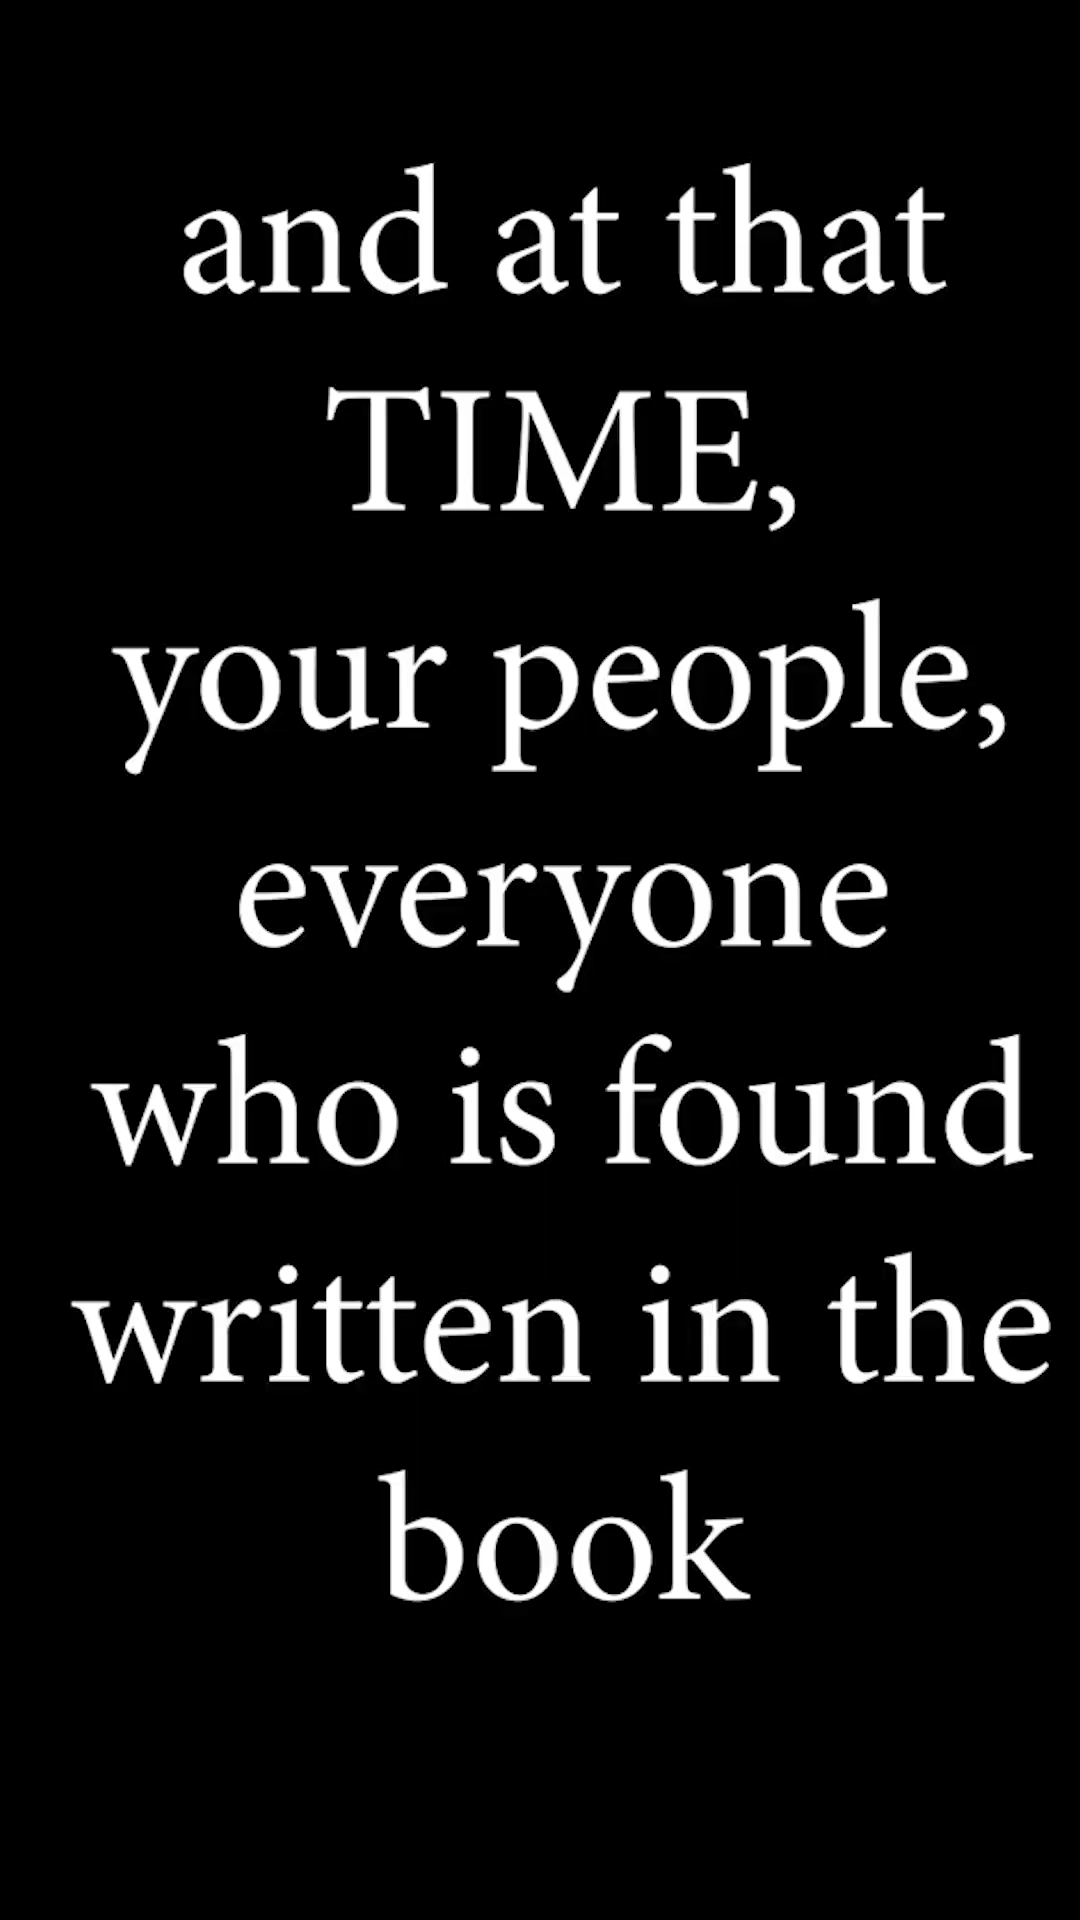 and at that
TIME,
your people,
everyone
who is found
written in the
book